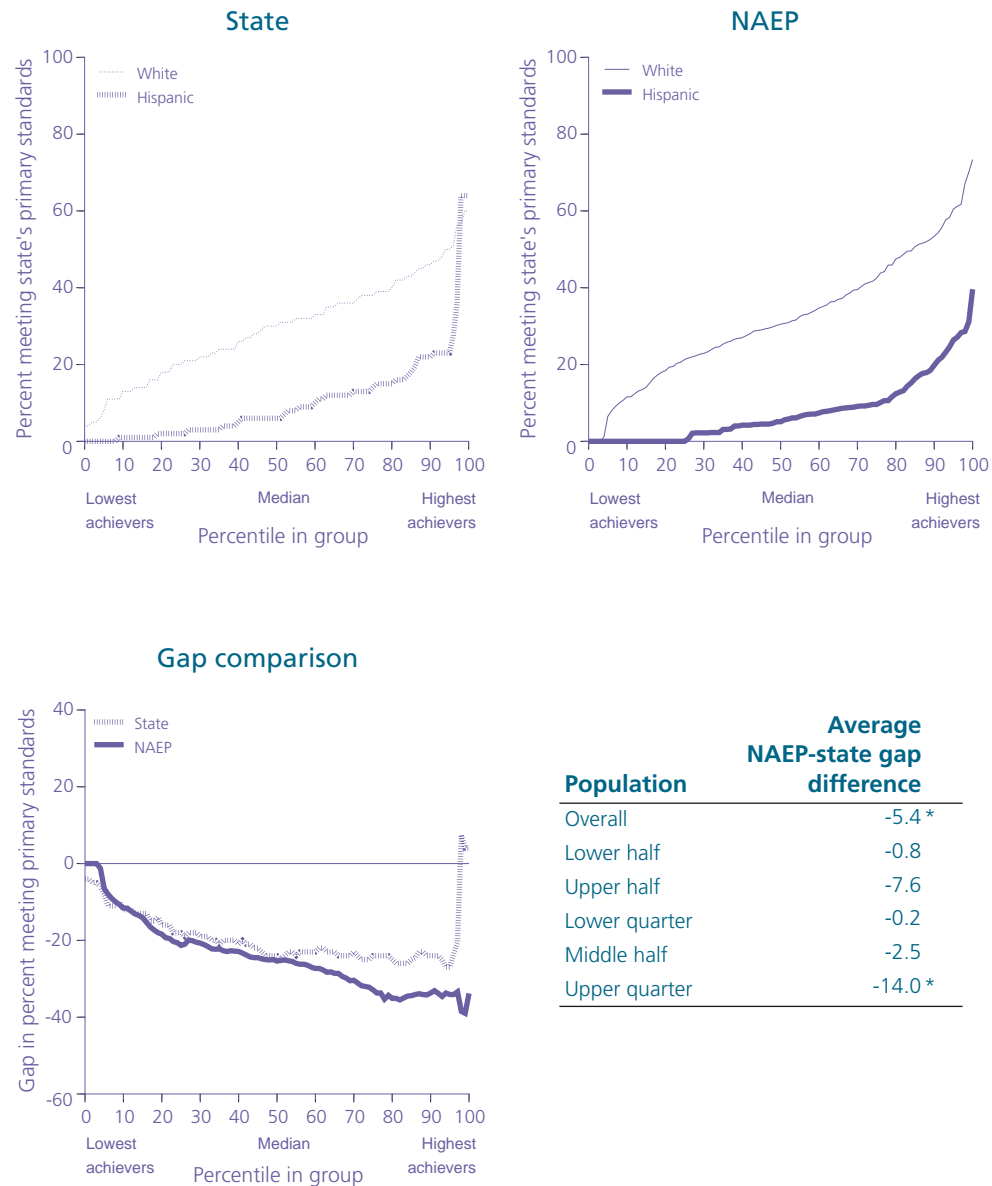 State
Percent meeting state's primary standards
100
80
60
40
20
0
White
Hispanic
0 10 20 30 40 50 60 70 80 90 100
Lowest achievers
Median
Highest achievers
Percentile in group
NAEP
Percent meeting state's primary standards
100
80
60
40
20
0
White
Hispanic
0 10 20 30 40 50 60 70 80 90 100
Lowest achievers
Median
Highest achievers
Percentile in group
Gap comparison
Gap in percent meeting primary standards
40
20
0
-20
-40
-60
State
NAEP
0 10 20 30 40 50 60 70 80 90 100
Lowest achievers
Median
Highest achievers
Percentile in group
Population
Average
NAEP-state gap
difference
Overall -5.4 *
Lower half -0.8
Upper half -7.6
Lower quarter -0.2
Middle half -2.5
Upper quarter -14.0 *